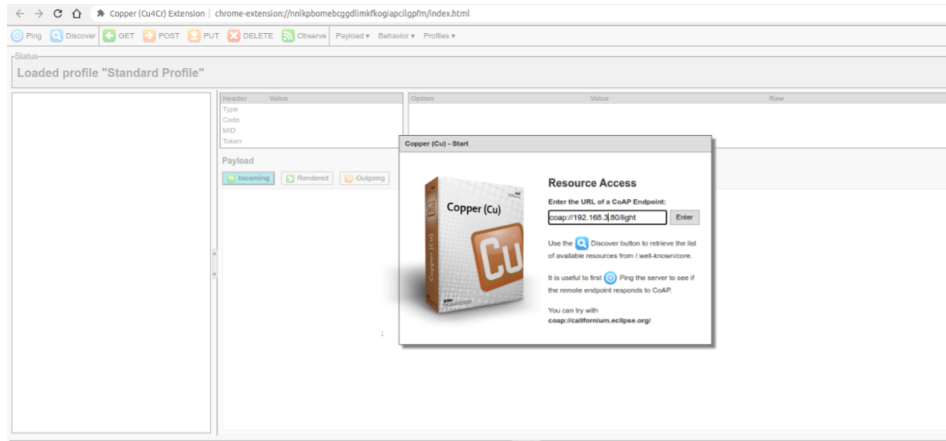 Copper (Cu4Cr) Extension | chrome-extension://nnlkpbomebcggdlimkfkogiapcilgpfm/index.html
Ping Discover GET POST PUT DELETE Observe Payload Behavior Profiles
Status
Loaded profile "Standard Profile"
Header Value Option Value Raw
Type
Code
MID
Token
Payload
Incoming Rendered Outgoing
Copper (Cu) - Start
Copper (Cu)
Cu
Resource Access
Enter the URL of a CoAP Endpoint:
coap://192.168.3.80/light Enter
Use the Discover button to retrieve the list
of available resources from /.well-known/core.
It is useful to first Ping the server to see if
the remote endpoint responds to CoAP.
You can try with
coap://californium.eclipse.org/